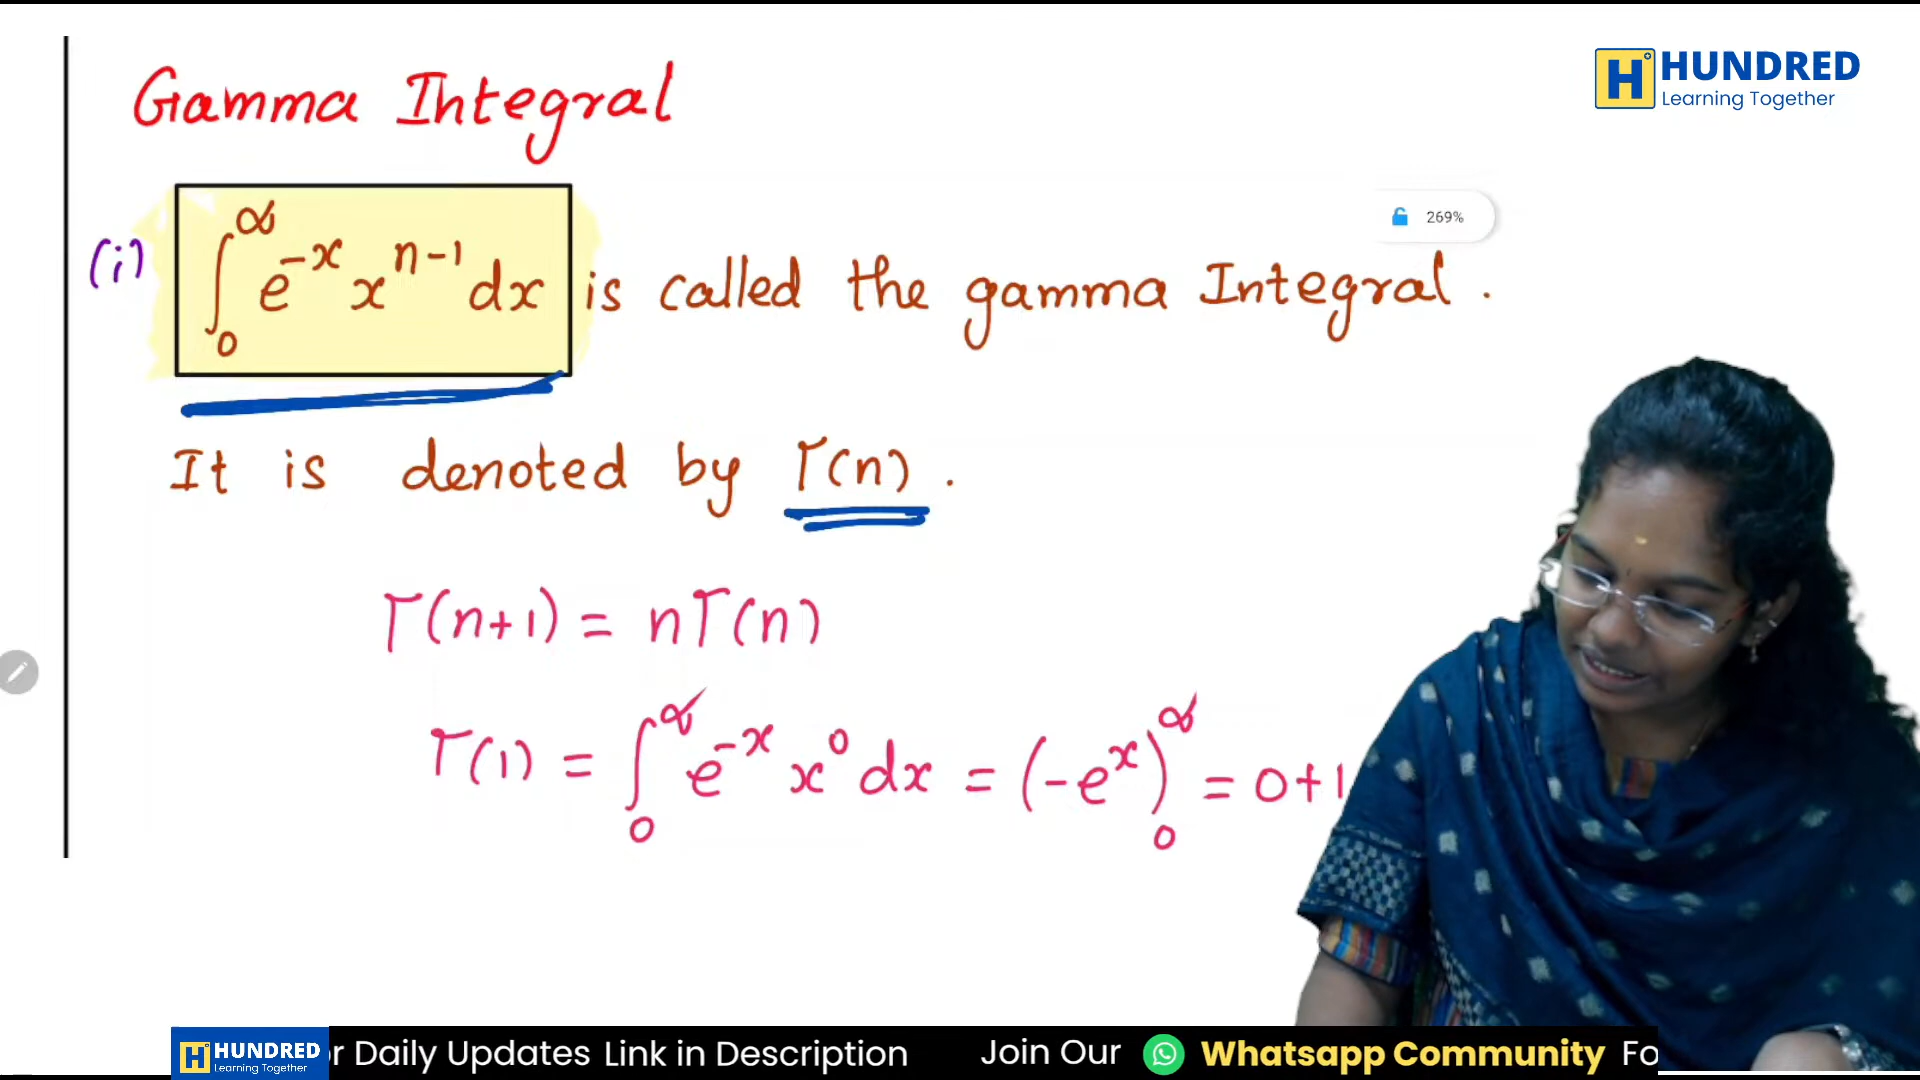 Gamma Integral
HUNDRED
Learning Together
269%
(i) ∫₀^∞ e^{-x} x^{n-1} dx is called the gamma Integral.
It is denoted by Γ(n).
Γ(n+1) = nΓ(n)
Γ(1) = ∫₀^∞ e^{-x} x^0 dx = (-e^x)₀^∞ = 0+1
HUNDRED
Learning Together
r Daily Updates Link in Description Join Our Whatsapp Community Fo